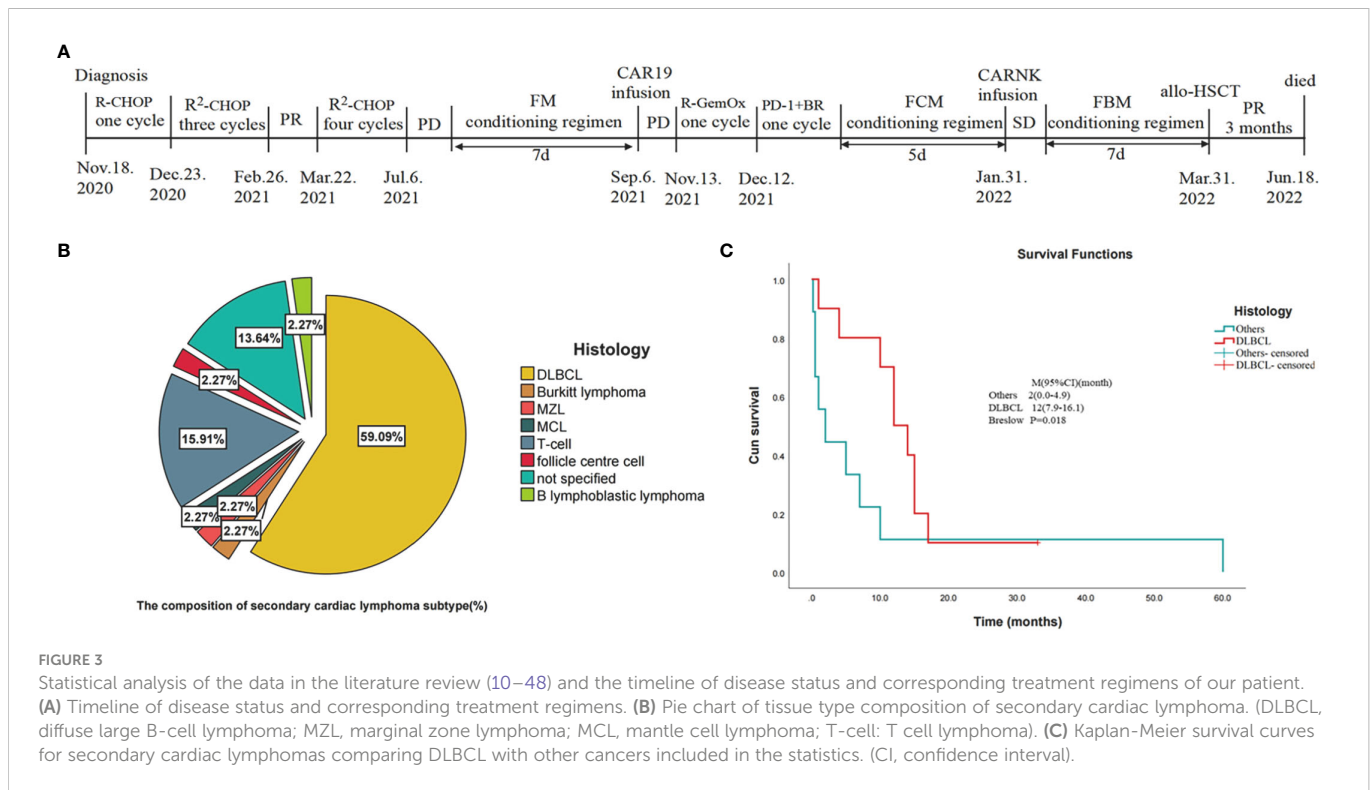 A
Diagnosis
R-CHOP
one cycle
R²-CHOP
three cycles
PR
R²-CHOP
four cycles
PD
FM
conditioning regimen
7d
CAR19
infusion
PD
R-GemOx
one cycle
PD-1+BR
one cycle
FCM
conditioning regimen
5d
CARNK
infusion
SD
FBM
conditioning regimen
7d
allo-HSCT
PR
3 months
died
Nov.18.
2020
Dec.23.
2020
Feb.26.
2021
Mar.22.
2021
Jul.6.
2021
Sep.6.
2021
Nov.13.
2021
Dec.12.
2021
Jan.31.
2022
Mar.31.
2022
Jun.18.
2022
B
2.27%
13.64%
2.27%
15.91%
59.09%
2.27%
2.27%
2.27%
Histology
DLBCL
Burkitt lymphoma
MZL
MCL
T-cell
follicle centre cell
not specified
B lymphoblastic lymphoma
The composition of secondary cardiac lymphoma subtype(%)
C
Survival Functions
Cun survival
1.0
0.8
0.6
0.4
0.2
0.0
.0
10.0
20.0
30.0
40.0
50.0
60.0
Time (months)
M(95%CI)(month)
Others 2(0.0-4.9)
DLBCL 12(7.9-16.1)
Breslow P=0.018
Histology
Others
DLBCL
Others- censored
DLBCL- censored
FIGURE 3
Statistical analysis of the data in the literature review (10–48) and the timeline of disease status and corresponding treatment regimens of our patient.
(A) Timeline of disease status and corresponding treatment regimens. (B) Pie chart of tissue type composition of secondary cardiac lymphoma. (DLBCL,
diffuse large B-cell lymphoma; MZL, marginal zone lymphoma; MCL, mantle cell lymphoma; T-cell: T cell lymphoma). (C) Kaplan-Meier survival curves
for secondary cardiac lymphomas comparing DLBCL with other cancers included in the statistics. (CI, confidence interval).